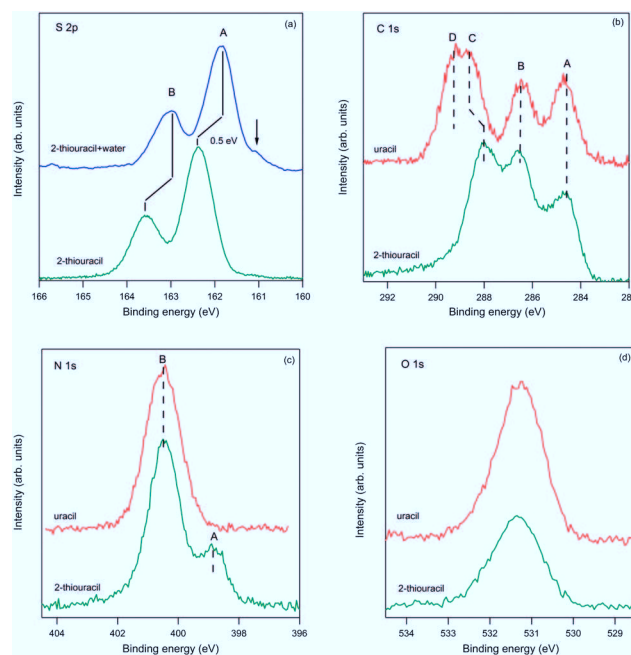 S 2p
A
(a)
B
0.5 eV
2-thiouracil+water
2-thiouracil
Intensity (arb. units)
166 165 164 163 162 161 160
Binding energy (eV)
C 1s
(b)
D C
B
A
uracil
2-thiouracil
Intensity (arb. units)
292 290 288 286 284 28
Binding energy (eV)
N 1s
B
(c)
uracil
A
2-thiouracil
Intensity (arb. units)
404 402 400 398 396
Binding energy (eV)
O 1s
(d)
uracil
2-thiouracil
Intensity (arb. units)
534 533 532 531 530 529
Binding energy (eV)